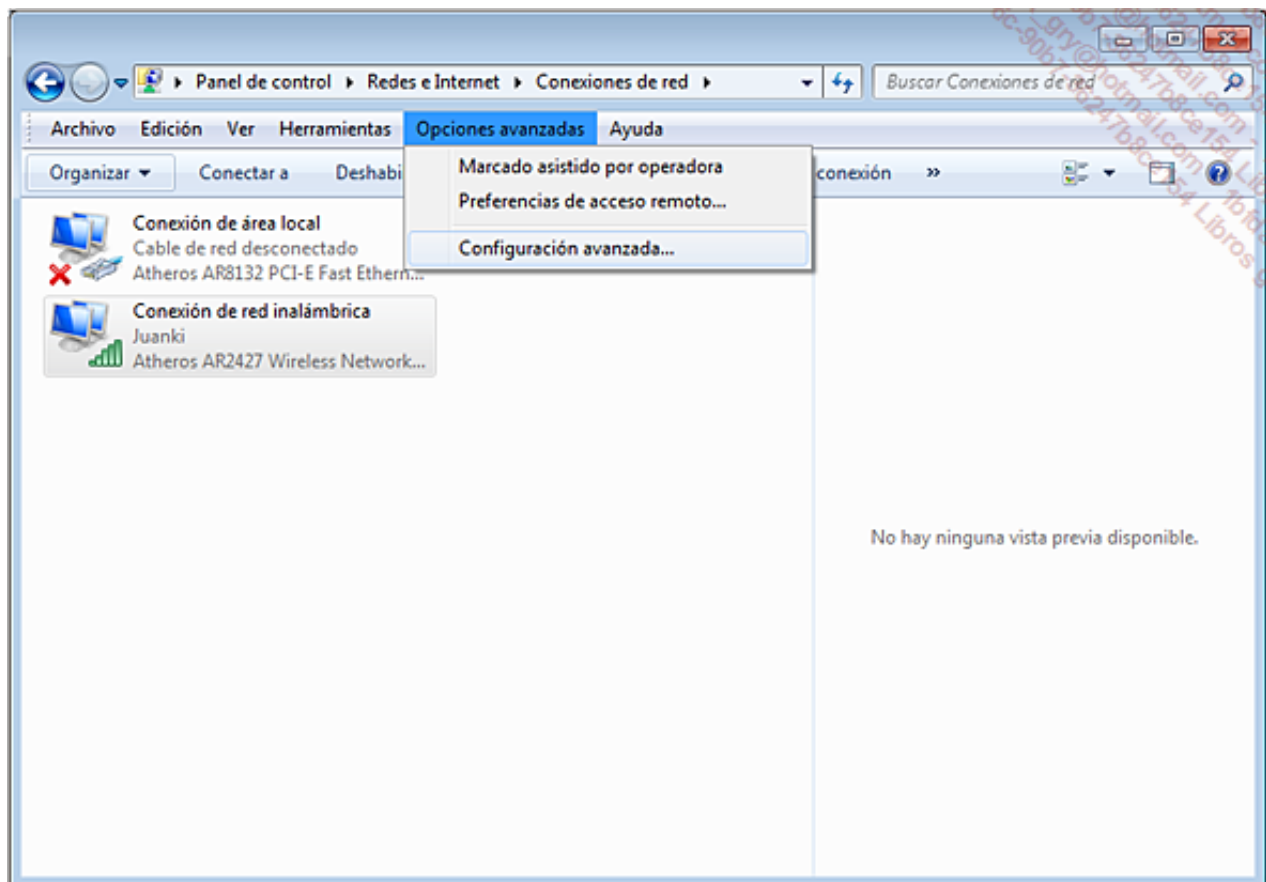 Panel de control Redes e Internet Conexiones de red Buscar Conexiones de red
Archivo Edición Ver Herramientas Opciones avanzadas Ayuda
Organizar Conectar a Deshabi conexión »
Marcado asistido por operadora
Preferencias de acceso remoto...
Configuración avanzada...
Conexión de área local
Cable de red desconectado
Atheros AR8132 PCI-E Fast Ethern...
Conexión de red inalámbrica
Juanki
Atheros AR2427 Wireless Network...
No hay ninguna vista previa disponible.